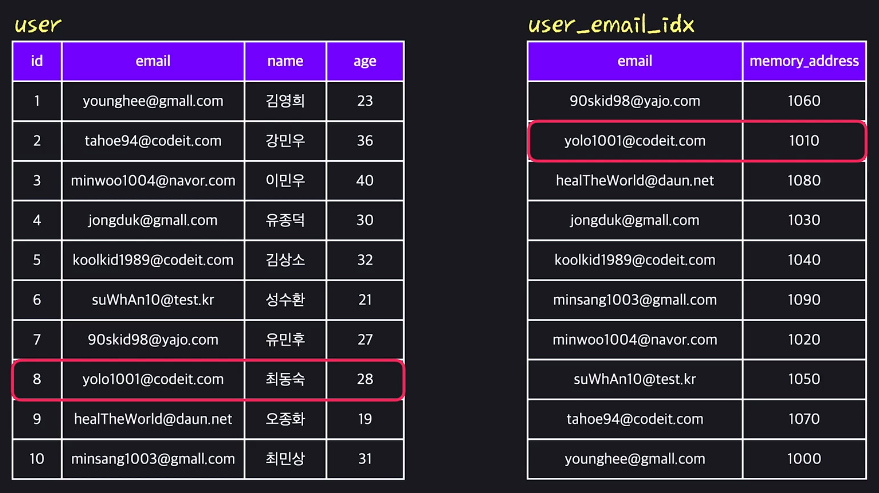 user
id email name age
1 younghee@gmall.com 김영희 23
2 tahoe94@codeit.com 강민우 36
3 minwoo1004@navor.com 이민우 40
4 jongduk@gmall.com 유종덕 30
5 koolkid1989@codeit.com 김상소 32
6 suWhAn10@test.kr 성수환 21
7 90skid98@yajo.com 유민후 27
8 yolo1001@codeit.com 최동숙 28
9 healTheWorld@daun.net 오종화 19
10 minsang1003@gmall.com 최민상 31
user_email_idx
email memory_address
90skid98@yajo.com 1060
yolo1001@codeit.com 1010
healTheWorld@daun.net 1080
jongduk@gmall.com 1030
koolkid1989@codeit.com 1040
minsang1003@gmall.com 1090
minwoo1004@navor.com 1020
suWhAn10@test.kr 1050
tahoe94@codeit.com 1070
younghee@gmall.com 1000